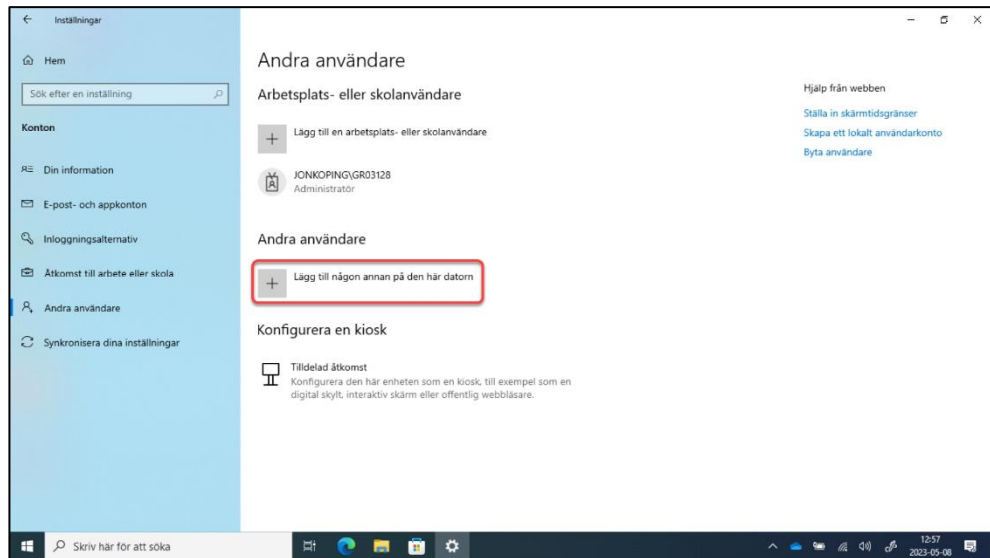 Inställningar
Hem
Sök efter en inställning
Konton
Din information
E-post- och appkonton
Inloggningsalternativ
Åtkomst till arbete eller skola
Andra användare
Synkronisera dina inställningar
Andra användare
Arbetsplats- eller skolanvändare
Lägg till en arbetsplats- eller skolanvändare
JONKOPING\GR03128
Administratör
Andra användare
Lägg till någon annan på den här datorn
Konfigurera en kiosk
Tilldelad åtkomst
Konfigurera den här enheten som en kiosk, till exempel som en
digital skylt, interaktiv skärm eller offentlig webbläsare.
Hjälp från webben
Ställa in skärmtidsgränser
Skapa ett lokalt användarkonto
Byta användare
Skriv här för att söka
12:57
2023-05-08